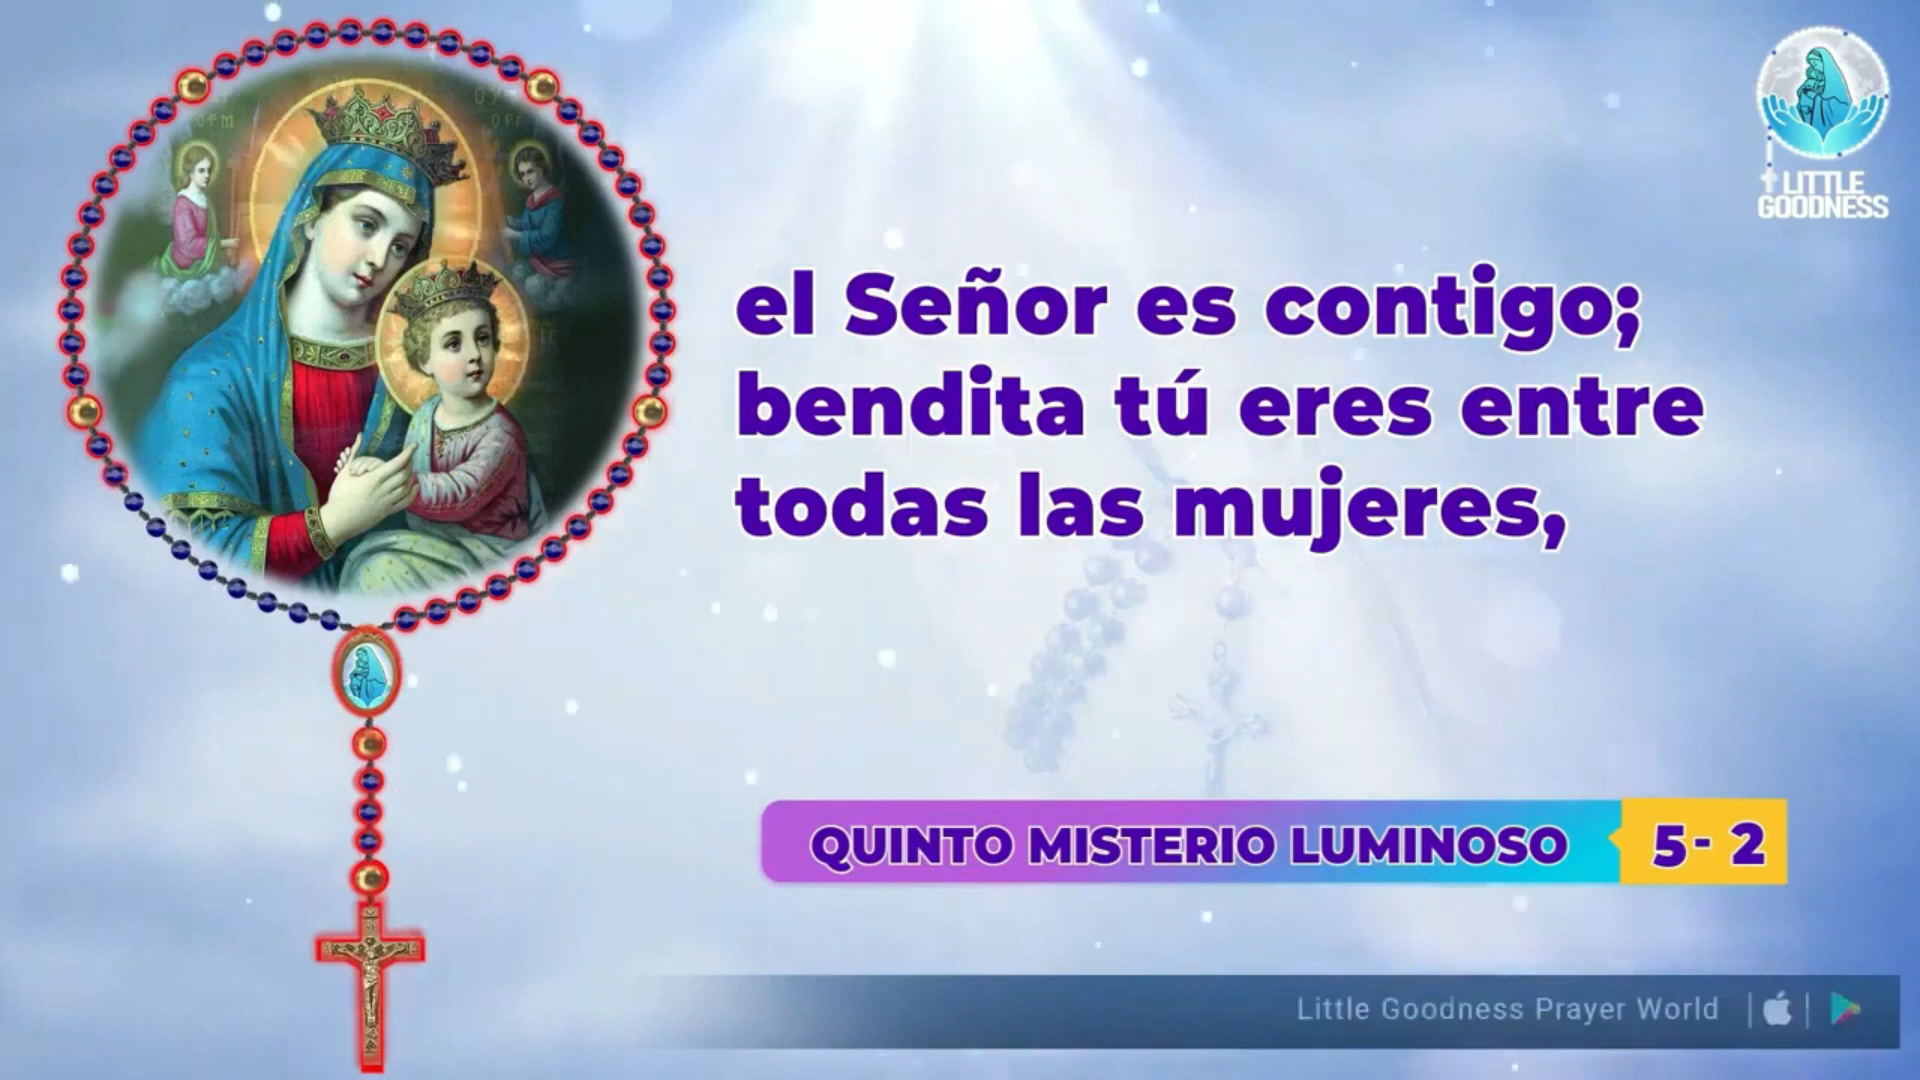 LITTLE
GOODNESS
el Señor es contigo;
bendita tú eres entre
todas las mujeres,
QUINTO MISTERIO LUMINOSO 5- 2
Little Goodness Prayer World